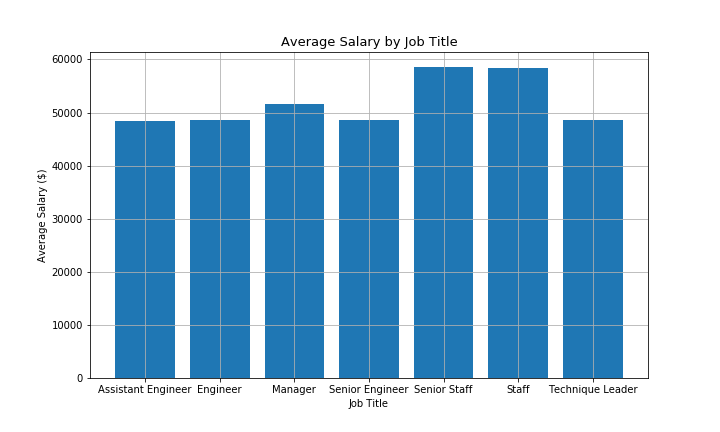 Average Salary by Job Title
60000
50000
40000
30000
20000
10000
0
Average Salary ($)
Assistant Engineer Engineer Manager Senior Engineer Senior Staff Staff Technique Leader
Job Title